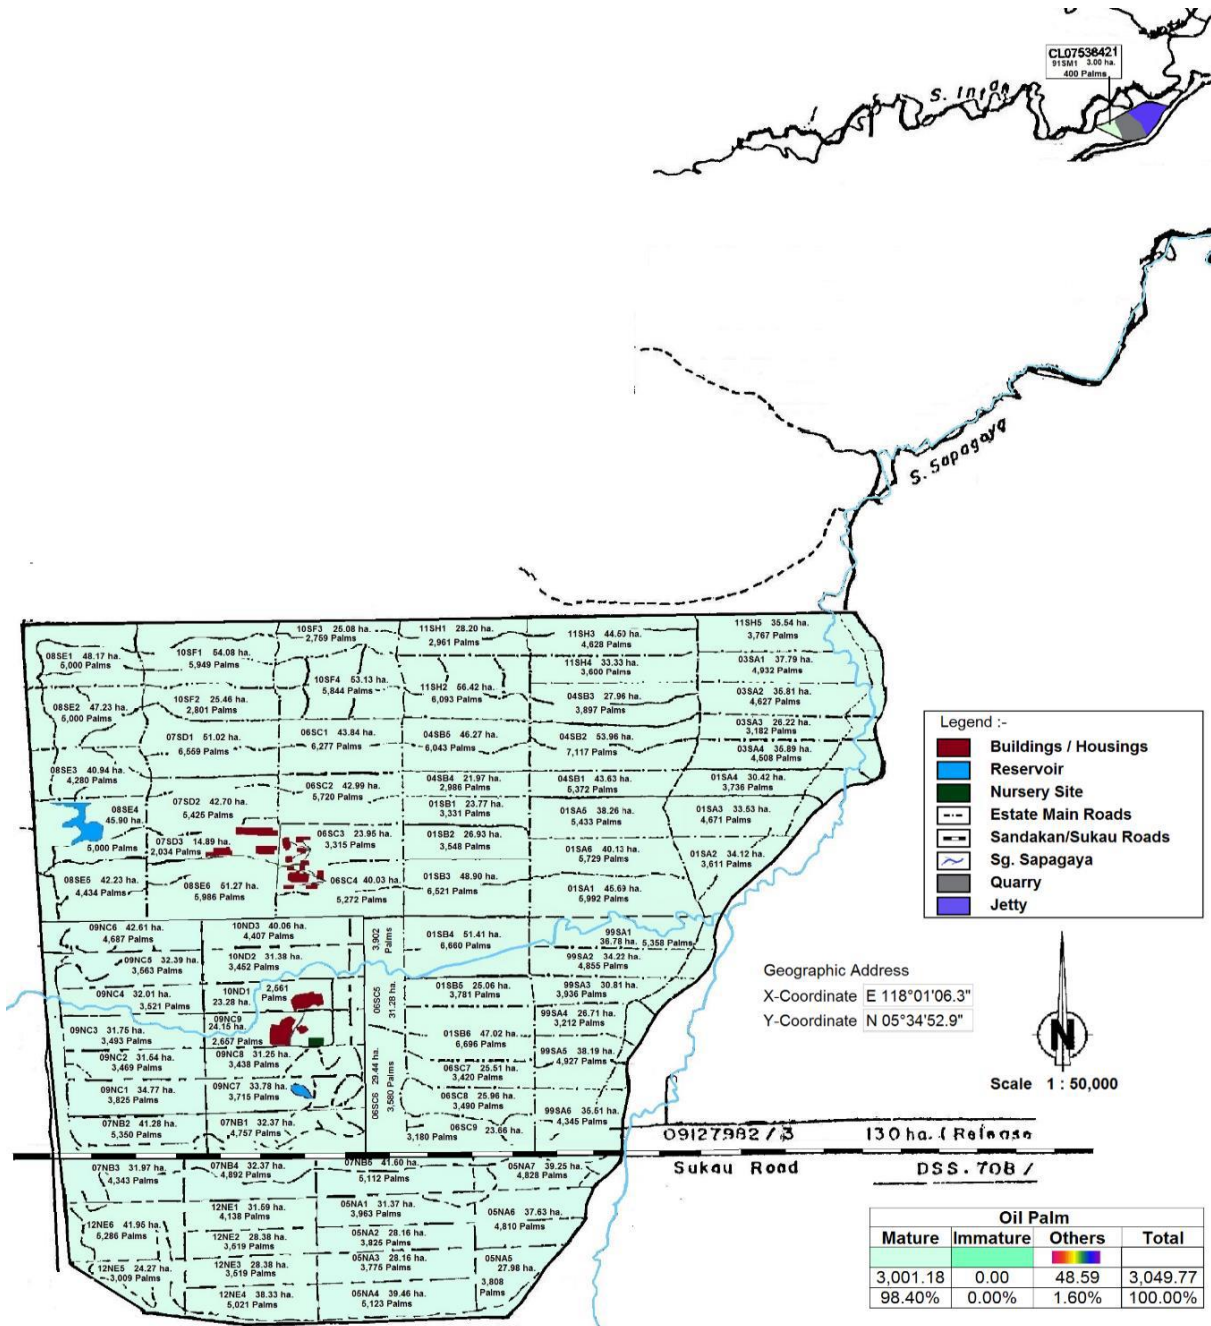 CL07538421
91SM1 3.00 ha.
400 Palms
S. Intan
S. Sapagaya
10SF3 25.08 ha.
2,759 Palms
11SH1 28.20 ha.
2,961 Palms
11SH3 44.50 ha.
4,628 Palms
11SH5 35.54 ha.
3,767 Palms
08SE1 48.17 ha.
5,000 Palms
10SF1 54.08 ha.
5,949 Palms
10SF4 53.13 ha.
5,844 Palms
11SH2 56.42 ha.
6,093 Palms
11SH4 33.33 ha.
3,600 Palms
03SA1 37.79 ha.
4,932 Palms
08SE2 47.23 ha.
5,000 Palms
10SF2 25.46 ha.
2,801 Palms
04SB3 27.96 ha.
3,897 Palms
03SA2 35.81 ha.
4,627 Palms
07SD1 51.02 ha.
6,559 Palms
06SC1 43.84 ha.
6,277 Palms
04SB5 46.27 ha.
6,043 Palms
04SB2 53.96 ha.
7,117 Palms
03SA3 26.22 ha.
3,182 Palms
03SA4 35.89 ha.
4,508 Palms
08SE3 40.94 ha.
4,280 Palms
06SC2 42.99 ha.
5,720 Palms
04SB4 21.97 ha.
2,986 Palms
04SB1 43.63 ha.
5,372 Palms
01SA4 30.42 ha.
3,736 Palms
08SE4
45.90 ha.
5,000 Palms
07SD2 42.70 ha.
5,425 Palms
01SB1 23.77 ha.
3,331 Palms
01SA5 38.26 ha.
5,433 Palms
01SA3 33.53 ha.
4,671 Palms
07SD3 14.89 ha.
2,034 Palms
06SC3 23.95 ha.
3,315 Palms
01SB2 26.93 ha.
3,548 Palms
01SA6 40.13 ha.
5,729 Palms
01SA2 34.12 ha.
3,611 Palms
08SE5 42.23 ha.
4,434 Palms
08SE6 51.27 ha.
5,986 Palms
06SC4 40.03 ha.
5,272 Palms
01SB3 48.90 ha.
6,521 Palms
01SA1 45.69 ha.
5,992 Palms
09NC6 42.61 ha.
4,687 Palms
10ND3 40.06 ha.
4,407 Palms
3,902
Palms
01SB4 51.41 ha.
6,660 Palms
99SA1
36.78 ha. 5,358 Palms
09NC5 32.39 ha.
3,563 Palms
10ND2 31.38 ha.
3,452 Palms
99SA2 34.22 ha.
4,855 Palms
09NC4 32.01 ha.
3,521 Palms
10ND1 2,561
23.28 ha. Palms
06SC5
31.28 ha.
01SB5 25.06 ha.
3,781 Palms
99SA3 30.81 ha.
3,936 Palms
09NC3 31.75 ha.
3,493 Palms
09NC9
24.15 ha.
2,657 Palms
01SB6 47.02 ha.
6,696 Palms
99SA4 26.71 ha.
3,212 Palms
09NC2 31.54 ha.
3,469 Palms
09NC8 31.25 ha.
3,438 Palms
06SC6 29.44 ha.
3,580 Palms
06SC7 25.51 ha.
3,420 Palms
99SA5 38.19 ha.
4,927 Palms
09NC1 34.77 ha.
3,825 Palms
09NC7 33.78 ha.
3,715 Palms
06SC8 25.96 ha.
3,490 Palms
99SA6 35.51 ha.
4,345 Palms
07NB2 41.28 ha.
5,350 Palms
07NB1 32.37 ha.
4,757 Palms
06SC9 23.66 ha.
3,180 Palms
07NB3 31.97 ha.
4,343 Palms
07NB4 32.37 ha.
4,892 Palms
07NB5 41.60 ha.
5,112 Palms
05NA7 39.25 ha.
4,828 Palms
12NE1 31.59 ha.
4,138 Palms
05NA1 31.37 ha.
3,963 Palms
05NA6 37.63 ha.
4,810 Palms
12NE6 41.95 ha.
5,286 Palms
12NE2 28.38 ha.
3,519 Palms
05NA2 28.16 ha.
3,825 Palms
12NE5 24.27 ha.
3,009 Palms
12NE3 28.38 ha.
3,519 Palms
05NA3 28.16 ha.
3,775 Palms
05NA5
27.98 ha.
3,808
Palms
12NE4 38.33 ha.
5,021 Palms
05NA4 39.46 ha.
5,123 Palms
Legend :-
Buildings / Housings
Reservoir
Nursery Site
Estate Main Roads
Sandakan/Sukau Roads
Sg. Sapagaya
Quarry
Jetty
Geographic Address
X-Coordinate E 118°01'06.3"
Y-Coordinate N 05°34'52.9"
N
Scale 1 : 50,000
09127982/3 130 ha. (Release
Sukau Road DSS. 708/
Oil Palm
Mature Immature Others Total
3,001.18 0.00 48.59 3,049.77
98.40% 0.00% 1.60% 100.00%